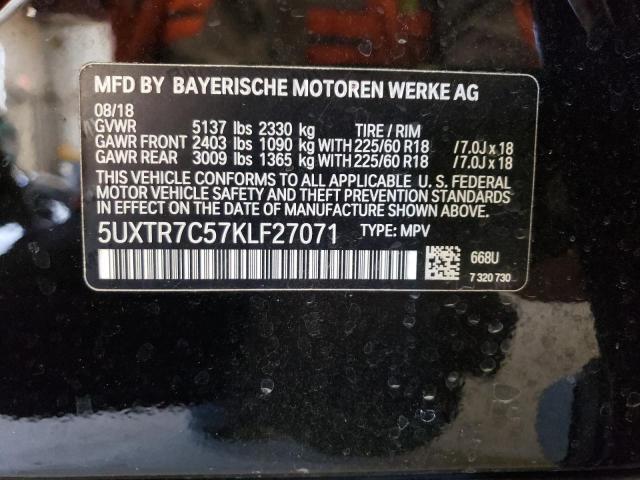 MFD BY BAYERISCHE MOTOREN WERKE AG
08/18
GVWR 5137 lbs 2330 kg TIRE / RIM
GAWR FRONT 2403 lbs 1090 kg WITH 225/60 R18 /7.0J x 18
GAWR REAR 3009 lbs 1365 kg WITH 225/60 R18 /7.0J x 18
THIS VEHICLE CONFORMS TO ALL APPLICABLE U. S. FEDERAL
MOTOR VEHICLE SAFETY AND THEFT PREVENTION STANDARDS
IN EFFECT ON THE DATE OF MANUFACTURE SHOWN ABOVE.
5UXTR7C57KLF27071 TYPE: MPV
668U
7 320 730